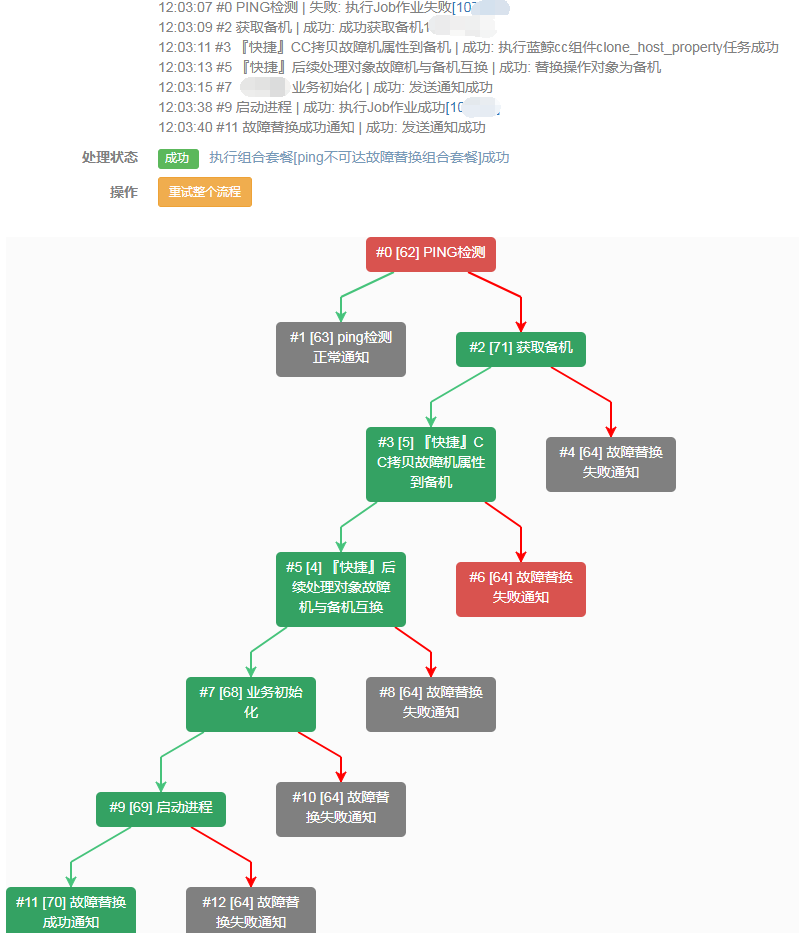 12:03:07 #0 PING检测 | 失败: 执行Job作业失败[107
12:03:09 #2 获取备机 | 成功: 成功获取备机1
12:03:11 #3 『快捷』CC拷贝故障机属性到备机 | 成功: 执行蓝鲸cc组件clone_host_property任务成功
12:03:13 #5 『快捷』后续处理对象故障机与备机互换 | 成功: 替换操作对象为备机
12:03:15 #7 业务初始化 | 成功: 发送通知成功
12:03:38 #9 启动进程 | 成功: 执行Job作业成功[10 ]
12:03:40 #11 故障替换成功通知 | 成功: 发送通知成功
处理状态 成功 执行组合套餐[ping不可达故障替换组合套餐]成功
操作 重试整个流程
#0 [62] PING检测
#1 [63] ping检测
正常通知
#2 [71] 获取备机
#3 [5] 『快捷』C
C拷贝故障机属性
到备机
#4 [64] 故障替换
失败通知
#5 [4] 『快捷』后
续处理对象故障
机与备机互换
#6 [64] 故障替换
失败通知
#7 [68] 业务初始
化
#8 [64] 故障替换
失败通知
#9 [69] 启动进程
#10 [64] 故障替
换失败通知
#11 [70] 故障替换
成功通知
#12 [64] 故障替
换失败通知